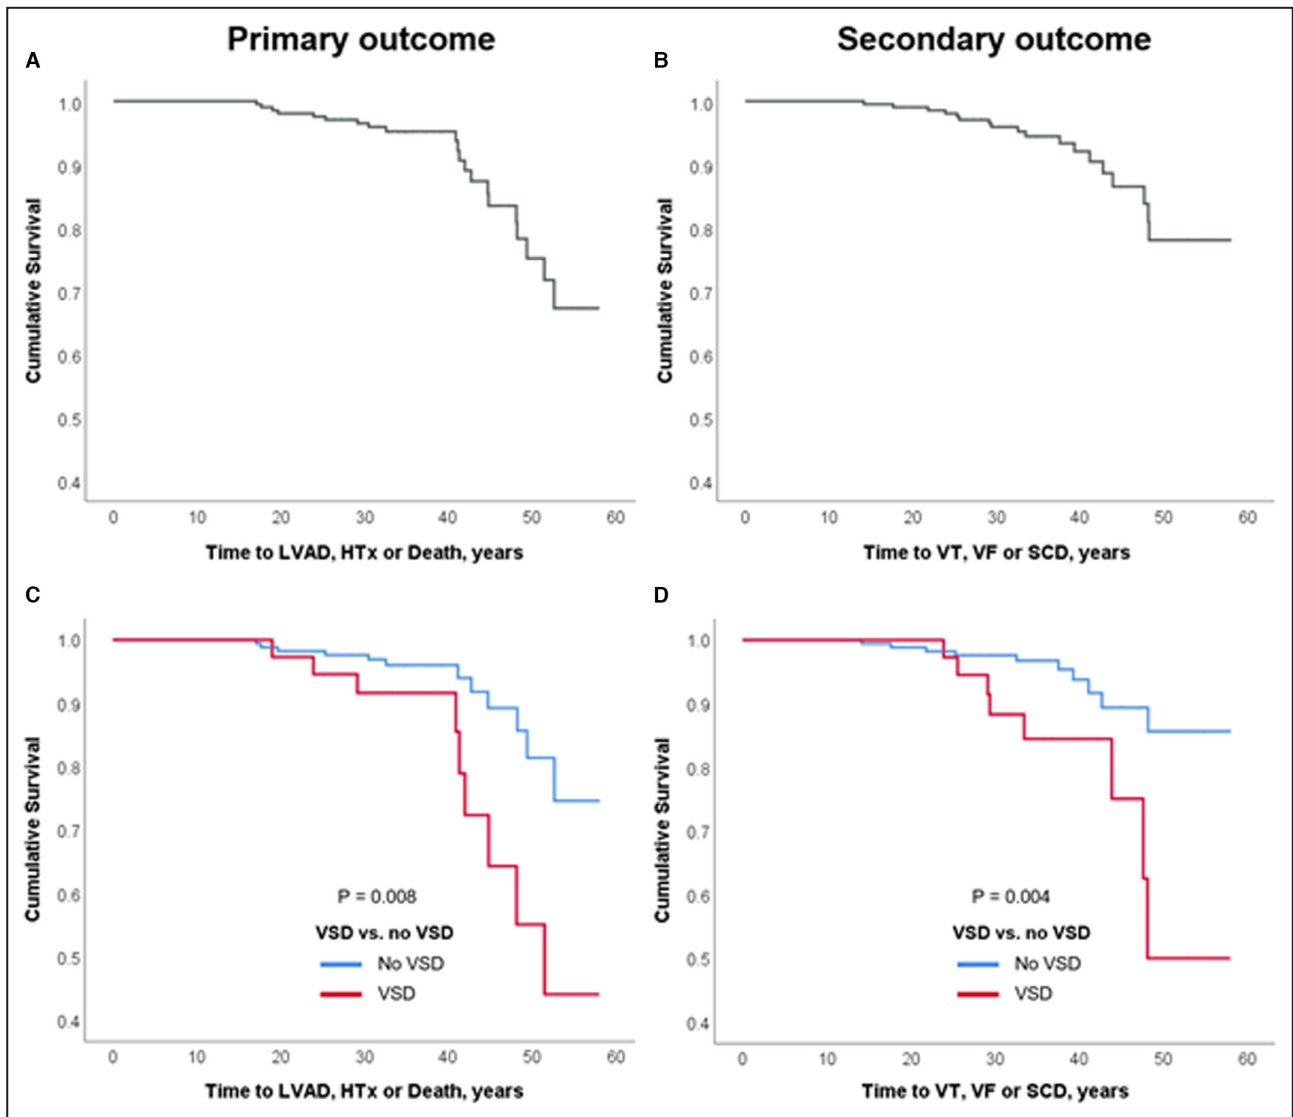 Primary outcome
Secondary outcome
A
B
1.0
0.9
0.8
0.7
0.6
0.5
0.4
Cumulative Survival
0 10 20 30 40 50 60
Time to LVAD, HTx or Death, years
1.0
0.9
0.8
0.7
0.6
0.5
0.4
Cumulative Survival
0 10 20 30 40 50 60
Time to VT, VF or SCD, years
C
D
1.0
0.9
0.8
0.7
0.6
0.5
0.4
Cumulative Survival
P = 0.008
VSD vs. no VSD
No VSD
VSD
0 10 20 30 40 50 60
Time to LVAD, HTx or Death, years
1.0
0.9
0.8
0.7
0.6
0.5
0.4
Cumulative Survival
P = 0.004
VSD vs. no VSD
No VSD
VSD
0 10 20 30 40 50 60
Time to VT, VF or SCD, years